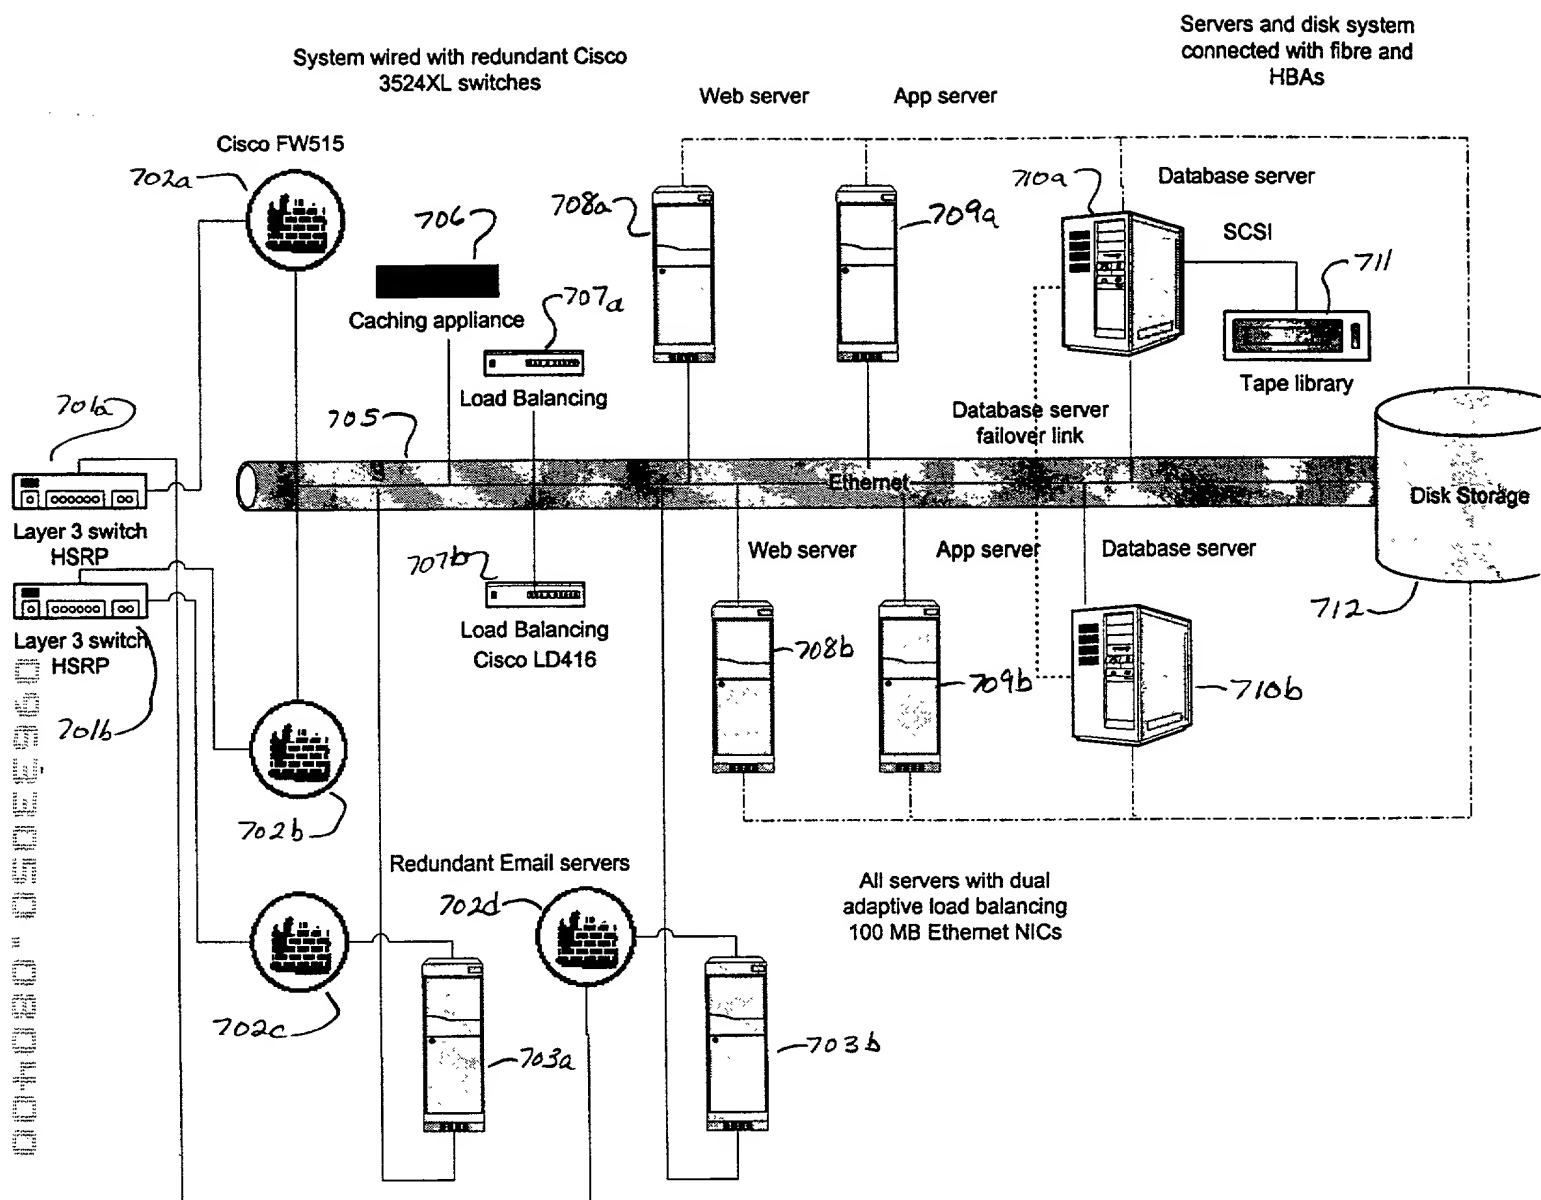 Servers and disk system
connected with fibre and
HBAs
System wired with redundant Cisco
3524XL switches
Web server
App server
Cisco FW515
702a
706
708a
709a
710a
Database server
SCSI
711
Caching appliance
707a
Load Balancing
Tape library
701a
705
Database server
failover link
Ethernet
Disk Storage
Layer 3 switch
HSRP
707b
Web server
App server
Database server
712
Layer 3 switch
HSRP
Load Balancing
Cisco LD416
708b
709b
710b
701b
702b
Redundant Email servers
702d
All servers with dual
adaptive load balancing
100 MB Ethernet NICs
702c
703a
703b